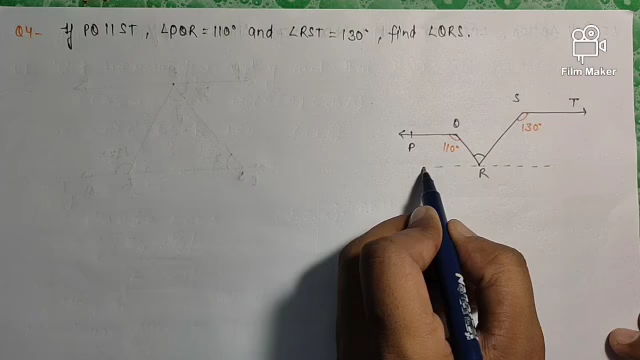 Q4- If PQ || ST, ∠PQR = 110° and ∠RST = 130°, find ∠QRS.
Film Maker
S
T
Q
130°
P
110°
R